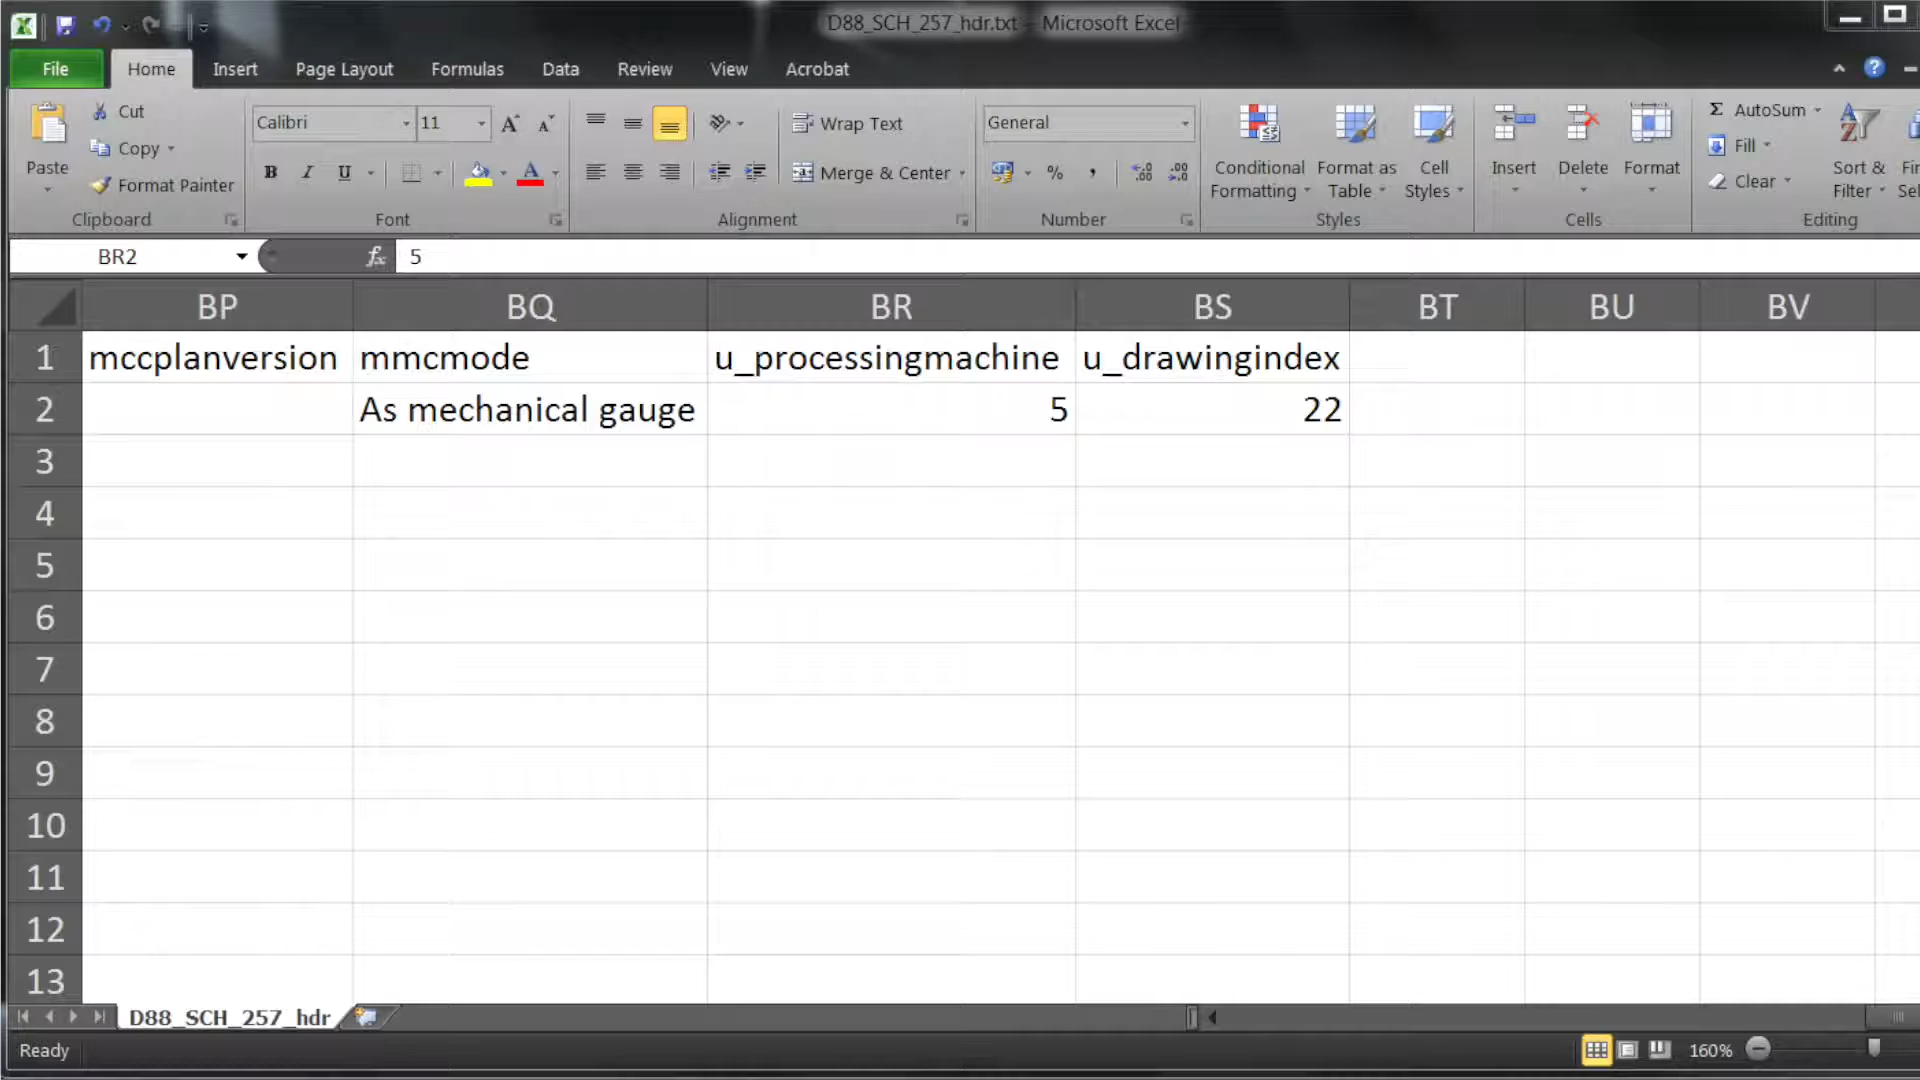 D88_SCH_257_hdr.txt - Microsoft Excel
File Home Insert Page Layout Formulas Data Review View Acrobat
Cut Calibri 11 Wrap Text General AutoSum
Paste Copy Conditional Formatting Format as Table Cell Styles Insert Delete Format Fill Sort & Filter
Format Painter B I U Merge & Center % , Clear
Clipboard Font Alignment Number Styles Cells Editing
BR2 fx 5
BP BQ BR BS BT BU BV
1 mccplanversion mmcmode u_processingmachine u_drawingindex
2 As mechanical gauge 5 22
3
4
5
6
7
8
9
10
11
12
13
D88_SCH_257_hdr
Ready 160%